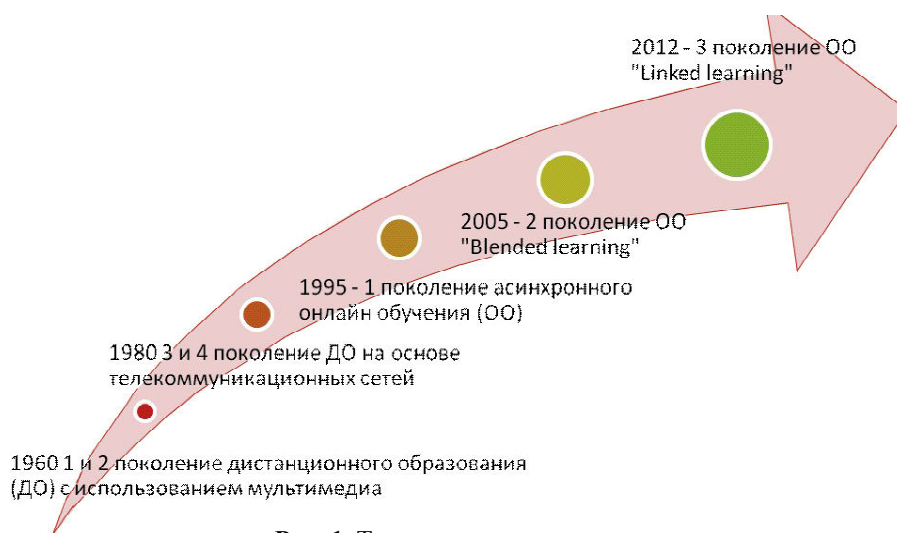 2012 - 3 поколение ОО
"Linked learning"
2005 - 2 поколение ОО
"Blended learning"
1995 - 1 поколение асинхронного
онлайн обучения (ОО)
1980 3 и 4 поколение ДО на основе
телекоммуникационных сетей
1960 1 и 2 поколение дистанционного образования
(ДО) с использованием мультимедиа